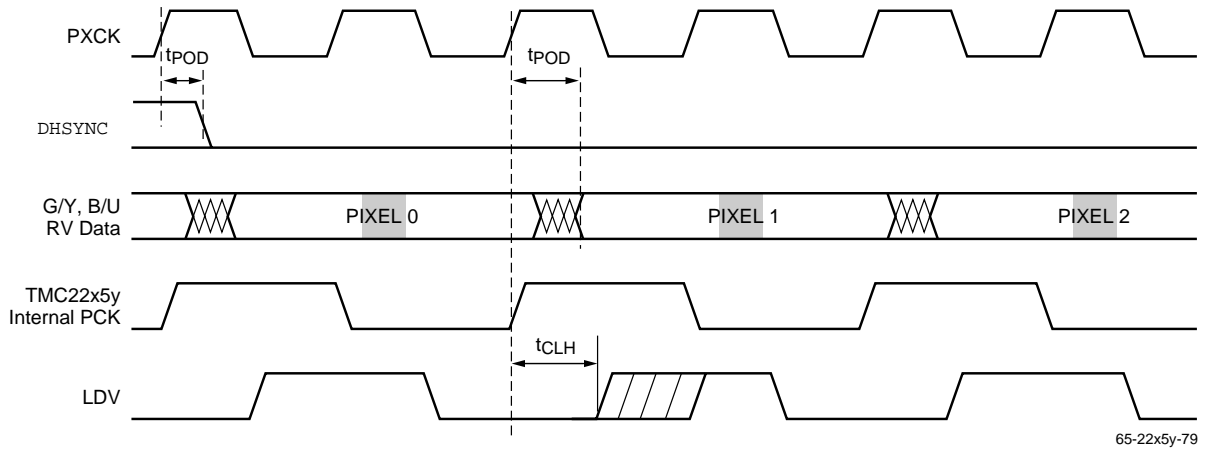 PXCK
tPOD
tPOD
DHSYNC
G/Y, B/U
RV Data
PIXEL 0
PIXEL 1
PIXEL 2
TMC22x5y
Internal PCK
tCLH
LDV
65-22x5y-79